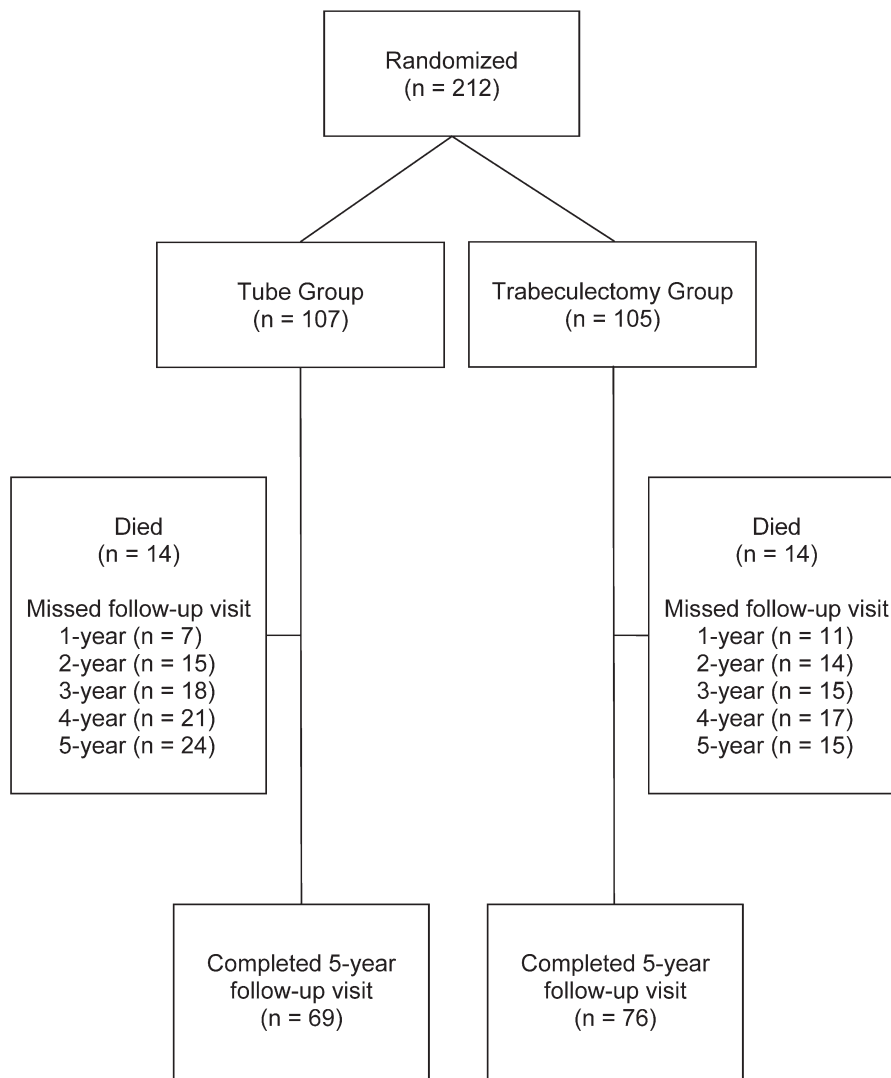 Randomized
(n = 212)
Tube Group
(n = 107)
Trabeculectomy Group
(n = 105)
Died
(n = 14)
Missed follow-up visit
1-year (n = 7)
2-year (n = 15)
3-year (n = 18)
4-year (n = 21)
5-year (n = 24)
Died
(n = 14)
Missed follow-up visit
1-year (n = 11)
2-year (n = 14)
3-year (n = 15)
4-year (n = 17)
5-year (n = 15)
Completed 5-year
follow-up visit
(n = 69)
Completed 5-year
follow-up visit
(n = 76)